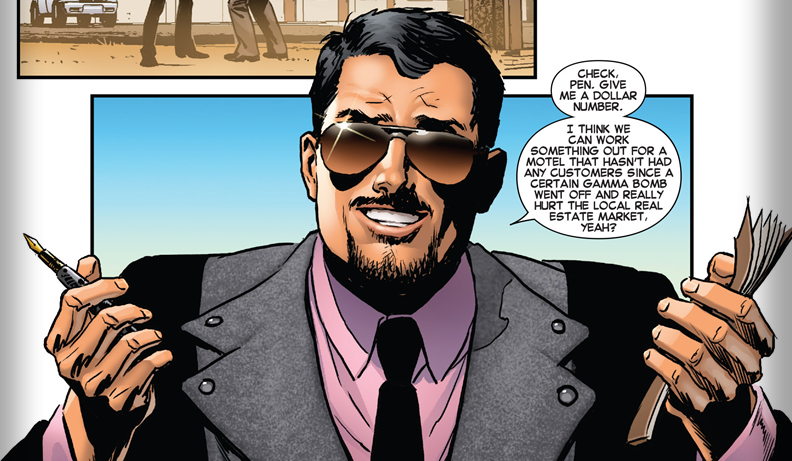 CHECK,
PEN. GIVE
ME A DOLLAR
NUMBER.
I THINK WE
CAN WORK
SOMETHING OUT FOR A
MOTEL THAT HASN'T HAD
ANY CUSTOMERS SINCE A
CERTAIN GAMMA BOMB
WENT OFF AND REALLY
HURT THE LOCAL REAL
ESTATE MARKET,
YEAH?